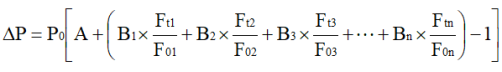 ΔP = P₀[A + (B₁×Fₜ₁/F₀₁ + B₂×Fₜ₂/F₀₂ + B₃×Fₜ₃/F₀₃ + ⋯ + Bₙ×Fₜₙ/F₀ₙ) − 1]